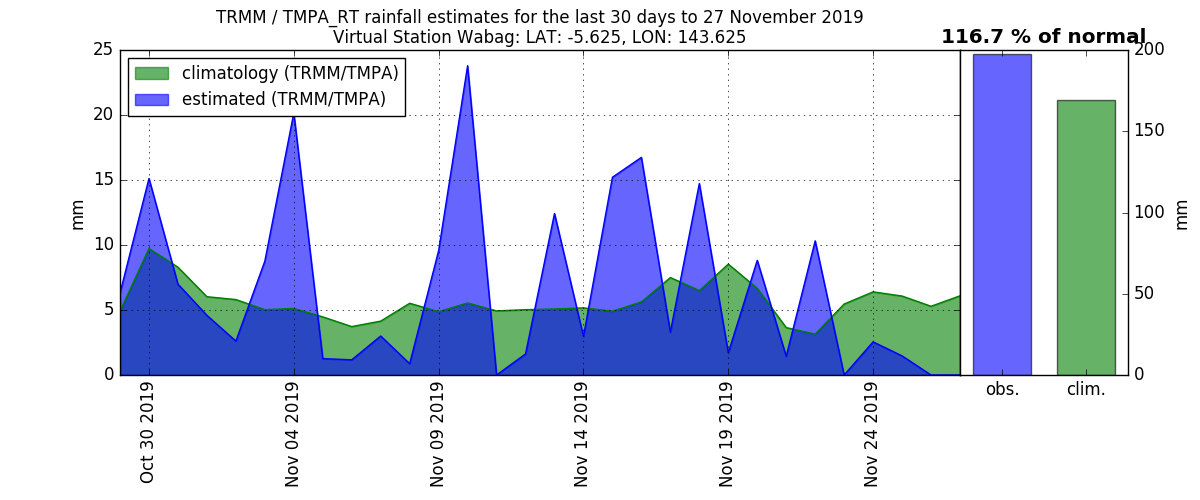 TRMM / TMPA_RT rainfall estimates for the last 30 days to 27 November 2019
Virtual Station Wabag: LAT: -5.625, LON: 143.625
116.7 % of normal
climatology (TRMM/TMPA)
estimated (TRMM/TMPA)
25
20
15
10
5
0
mm
Oct 30 2019
Nov 04 2019
Nov 09 2019
Nov 14 2019
Nov 19 2019
Nov 24 2019
200
150
100
50
0
mm
obs.
clim.